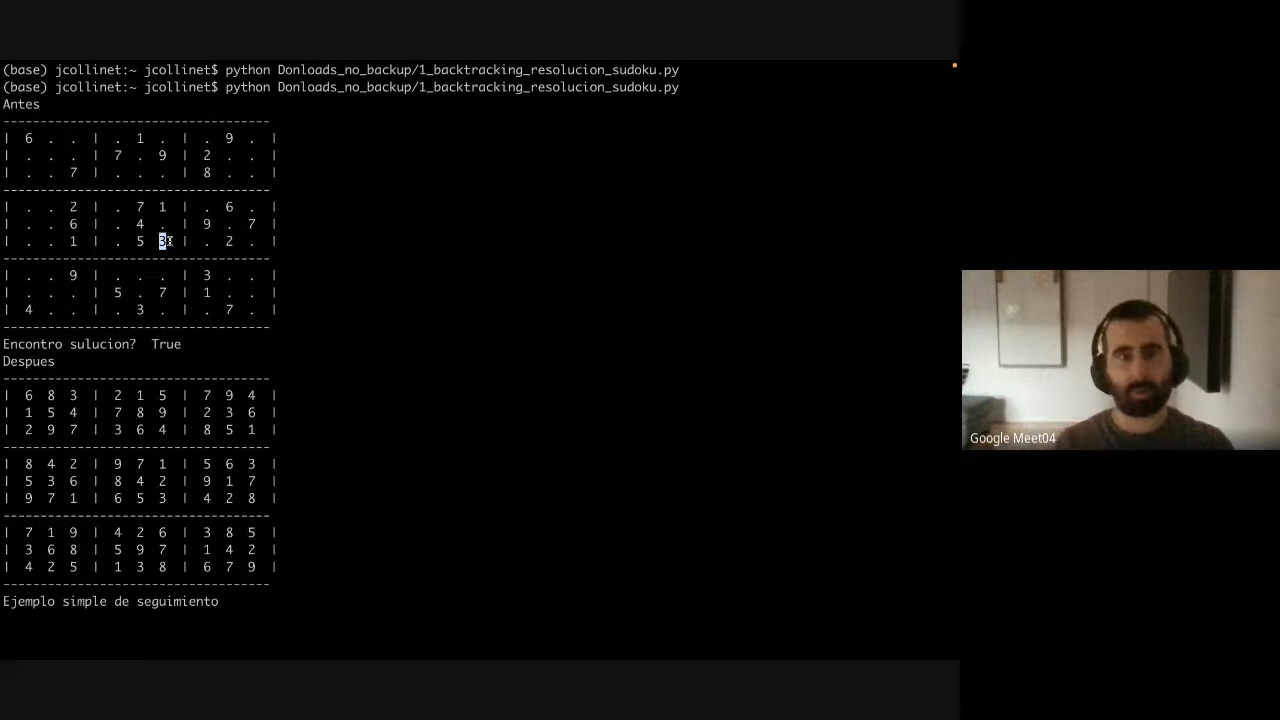 (base) jcollinet:~ jcollinet$ python Donloads_no_backup/1_backtracking_resolucion_sudoku.py
(base) jcollinet:~ jcollinet$ python Donloads_no_backup/1_backtracking_resolucion_sudoku.py
Antes
------------------------------------
| 6 . . | . 1 . | . 9 . |
| . . . | 7 . 9 | 2 . . |
| . . 7 | . . . | 8 . . |
------------------------------------
| . . 2 | . 7 1 | . 6 . |
| . . 6 | . 4 . | 9 . 7 |
| . . 1 | . 5 3 | . 2 . |
------------------------------------
| . . 9 | . . . | 3 . . |
| . . . | 5 . 7 | 1 . . |
| 4 . . | . 3 . | . 7 . |
------------------------------------
Encontro sulucion?  True
Despues
------------------------------------
| 6 8 3 | 2 1 5 | 7 9 4 |
| 1 5 4 | 7 8 9 | 2 3 6 |
| 2 9 7 | 3 6 4 | 8 5 1 |
------------------------------------
| 8 4 2 | 9 7 1 | 5 6 3 |
| 5 3 6 | 8 4 2 | 9 1 7 |
| 9 7 1 | 6 5 3 | 4 2 8 |
------------------------------------
| 7 1 9 | 4 2 6 | 3 8 5 |
| 3 6 8 | 5 9 7 | 1 4 2 |
| 4 2 5 | 1 3 8 | 6 7 9 |
------------------------------------
Ejemplo simple de seguimiento
Google Meet04